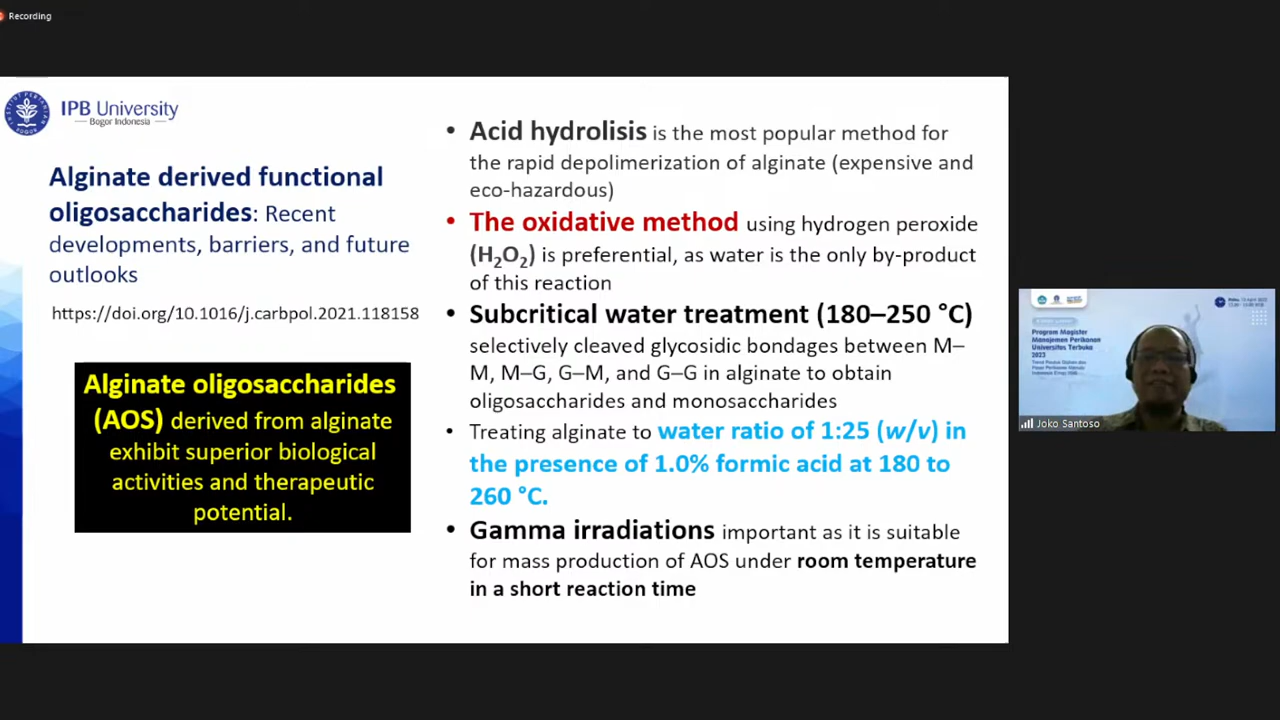 Recording
IPB University
Bogor Indonesia
Alginate derived functional
oligosaccharides: Recent
developments, barriers, and future
outlooks
https://doi.org/10.1016/j.carbpol.2021.118158
Alginate oligosaccharides
(AOS) derived from alginate
exhibit superior biological
activities and therapeutic
potential.
• Acid hydrolisis is the most popular method for
the rapid depolimerization of alginate (expensive and
eco-hazardous)
• The oxidative method using hydrogen peroxide
(H₂O₂) is preferential, as water is the only by-product
of this reaction
• Subcritical water treatment (180–250 °C)
selectively cleaved glycosidic bondages between M–
M, M–G, G–M, and G–G in alginate to obtain
oligosaccharides and monosaccharides
• Treating alginate to water ratio of 1:25 (w/v) in
the presence of 1.0% formic acid at 180 to
260 °C.
• Gamma irradiations important as it is suitable
for mass production of AOS under room temperature
in a short reaction time
Program Magister
Manajemen Perikanan
Universitas Terbuka
2023
Joko Santoso